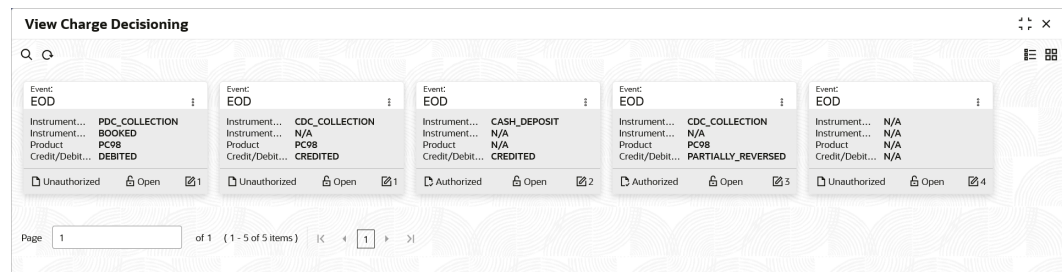 View Charge Decisioning
Event:
EOD
Instrument... PDC_COLLECTION
Instrument... BOOKED
Product PC98
Credit/Debit... DEBITED
Unauthorized Open 1
Event:
EOD
Instrument... CDC_COLLECTION
Instrument... N/A
Product PC98
Credit/Debit... CREDITED
Unauthorized Open 1
Event:
EOD
Instrument... CASH_DEPOSIT
Instrument... N/A
Product N/A
Credit/Debit... CREDITED
Authorized Open 2
Event:
EOD
Instrument... CDC_COLLECTION
Instrument... N/A
Product PC98
Credit/Debit... PARTIALLY_REVERSED
Authorized Open 3
Event:
EOD
Instrument... N/A
Instrument... N/A
Product N/A
Credit/Debit... N/A
Unauthorized Open 4
Page 1 of 1 ( 1 - 5 of 5 items ) 1